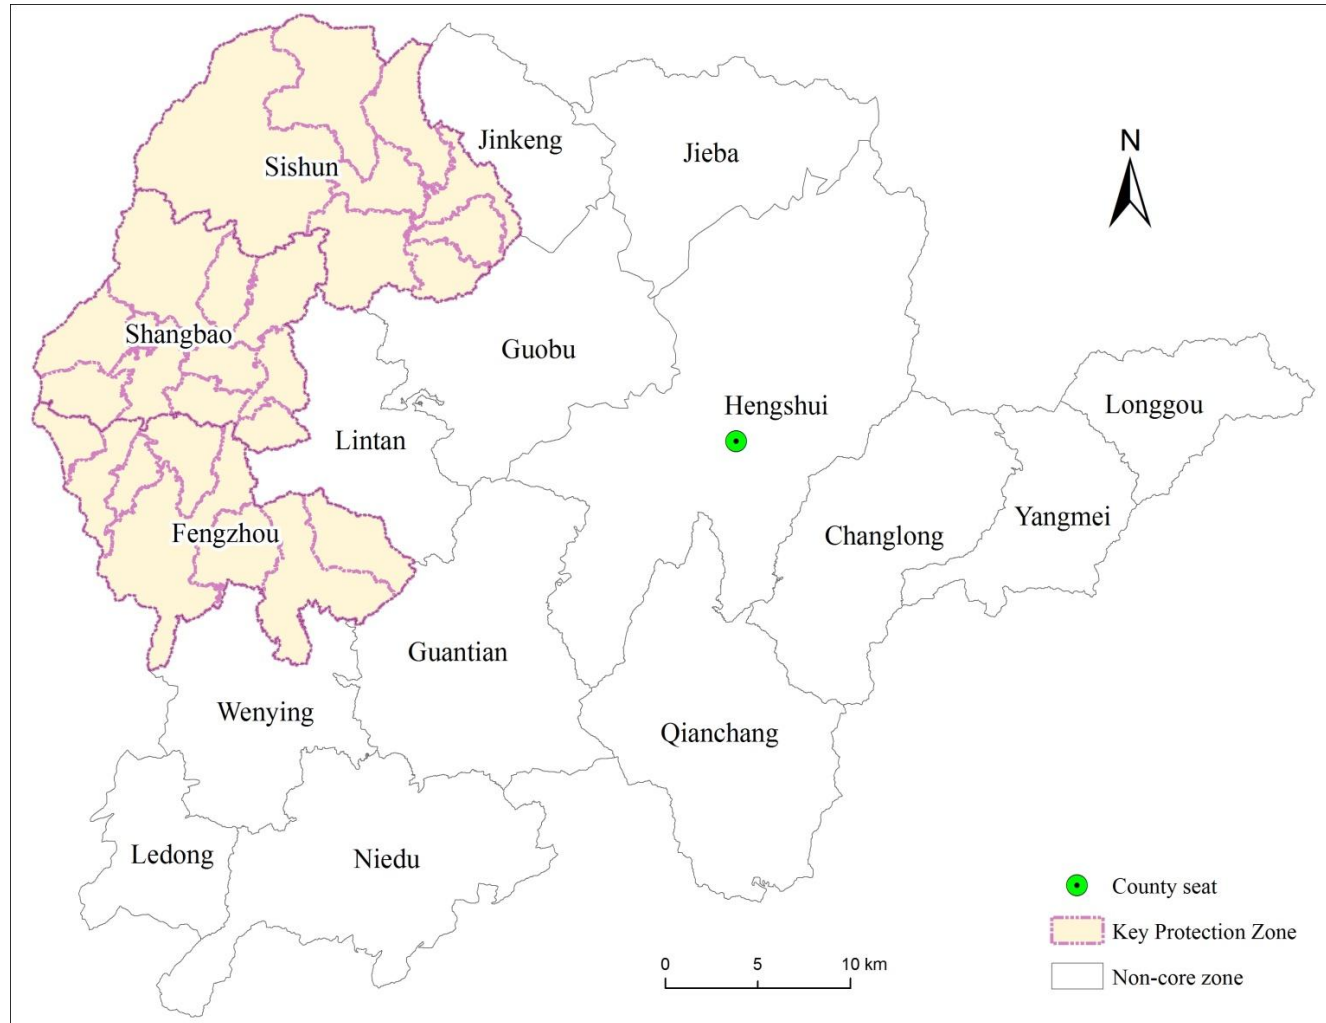 N
Jinkeng
Jieba
Sishun
Shangbao
Guobu
Hengshui
Longgou
Lintan
Yangmei
Fengzhou
Changlong
Guantian
Wenying
Qianchang
Ledong
Niedu
County seat
Key Protection Zone
Non-core zone
0 5 10 km